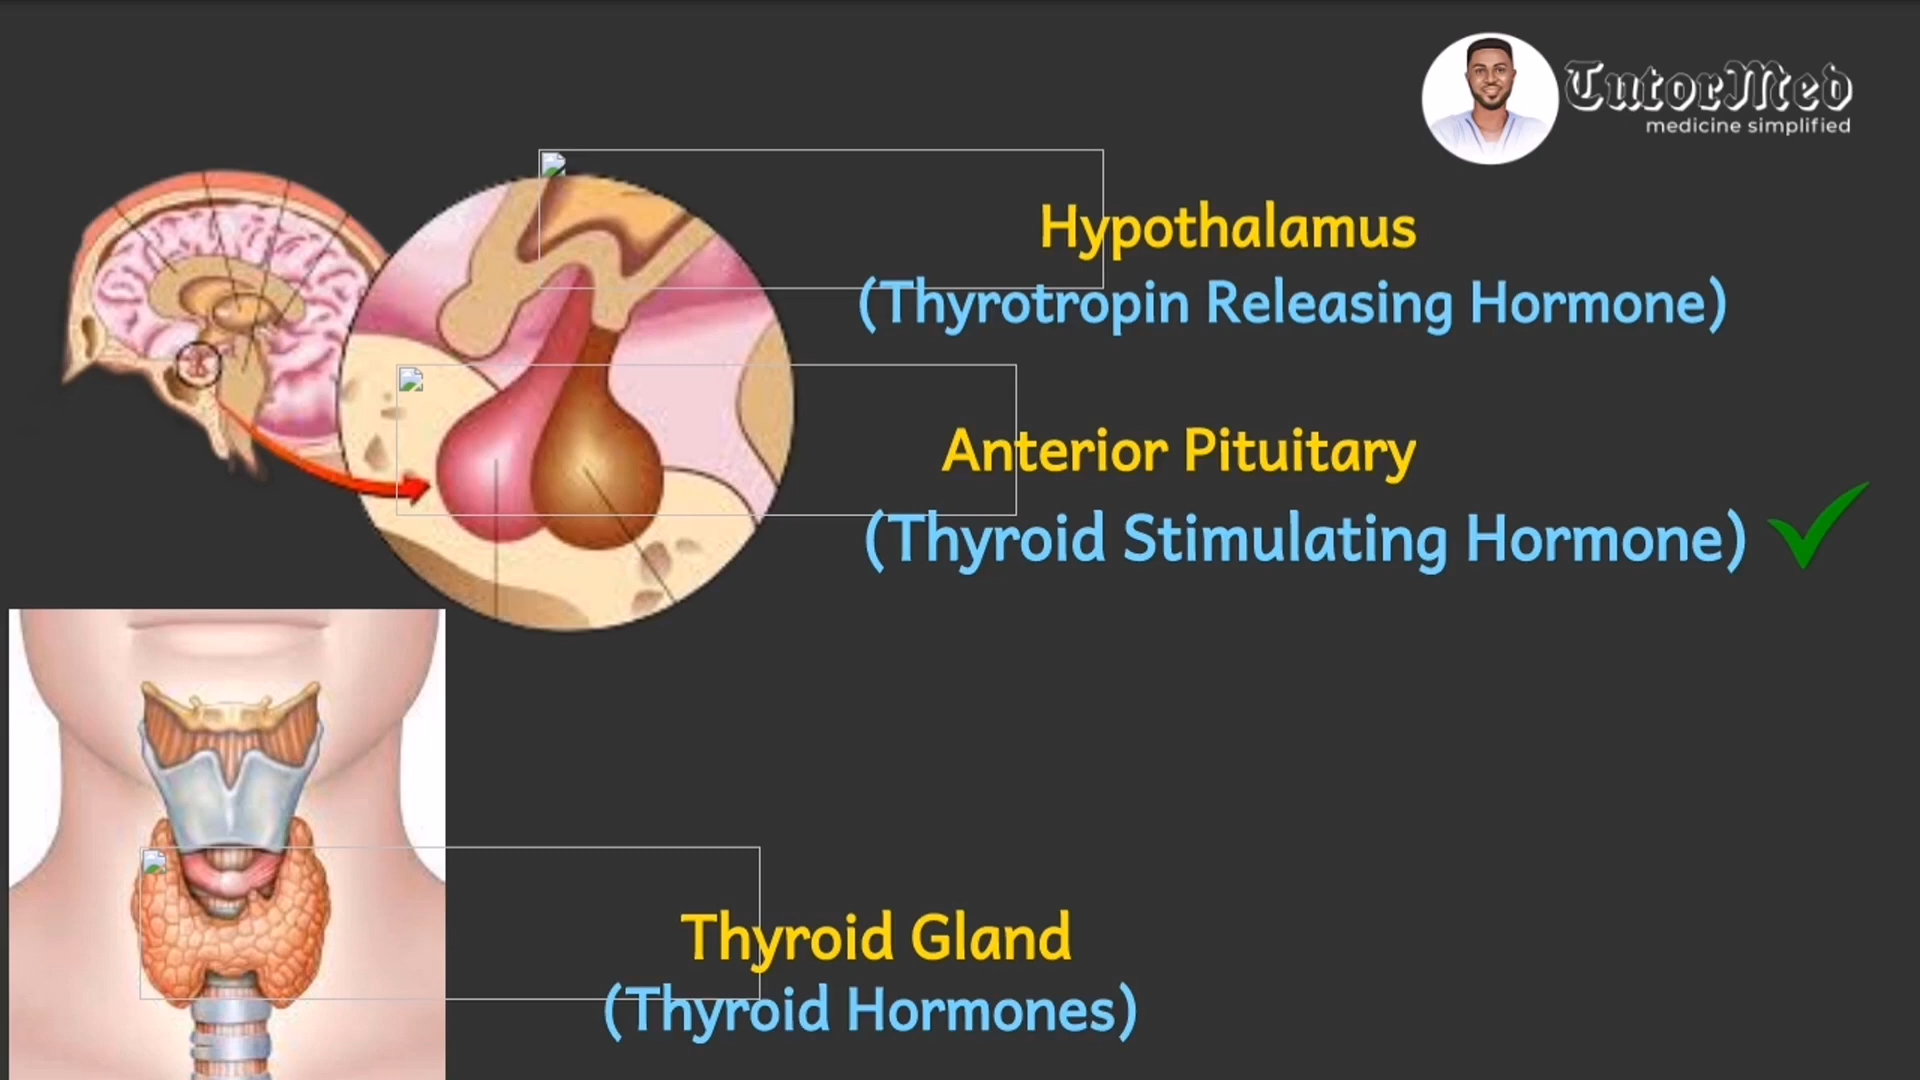 TutorMed
medicine simplified
Hypothalamus
(Thyrotropin Releasing Hormone)
Anterior Pituitary
(Thyroid Stimulating Hormone)
Thyroid Gland
(Thyroid Hormones)